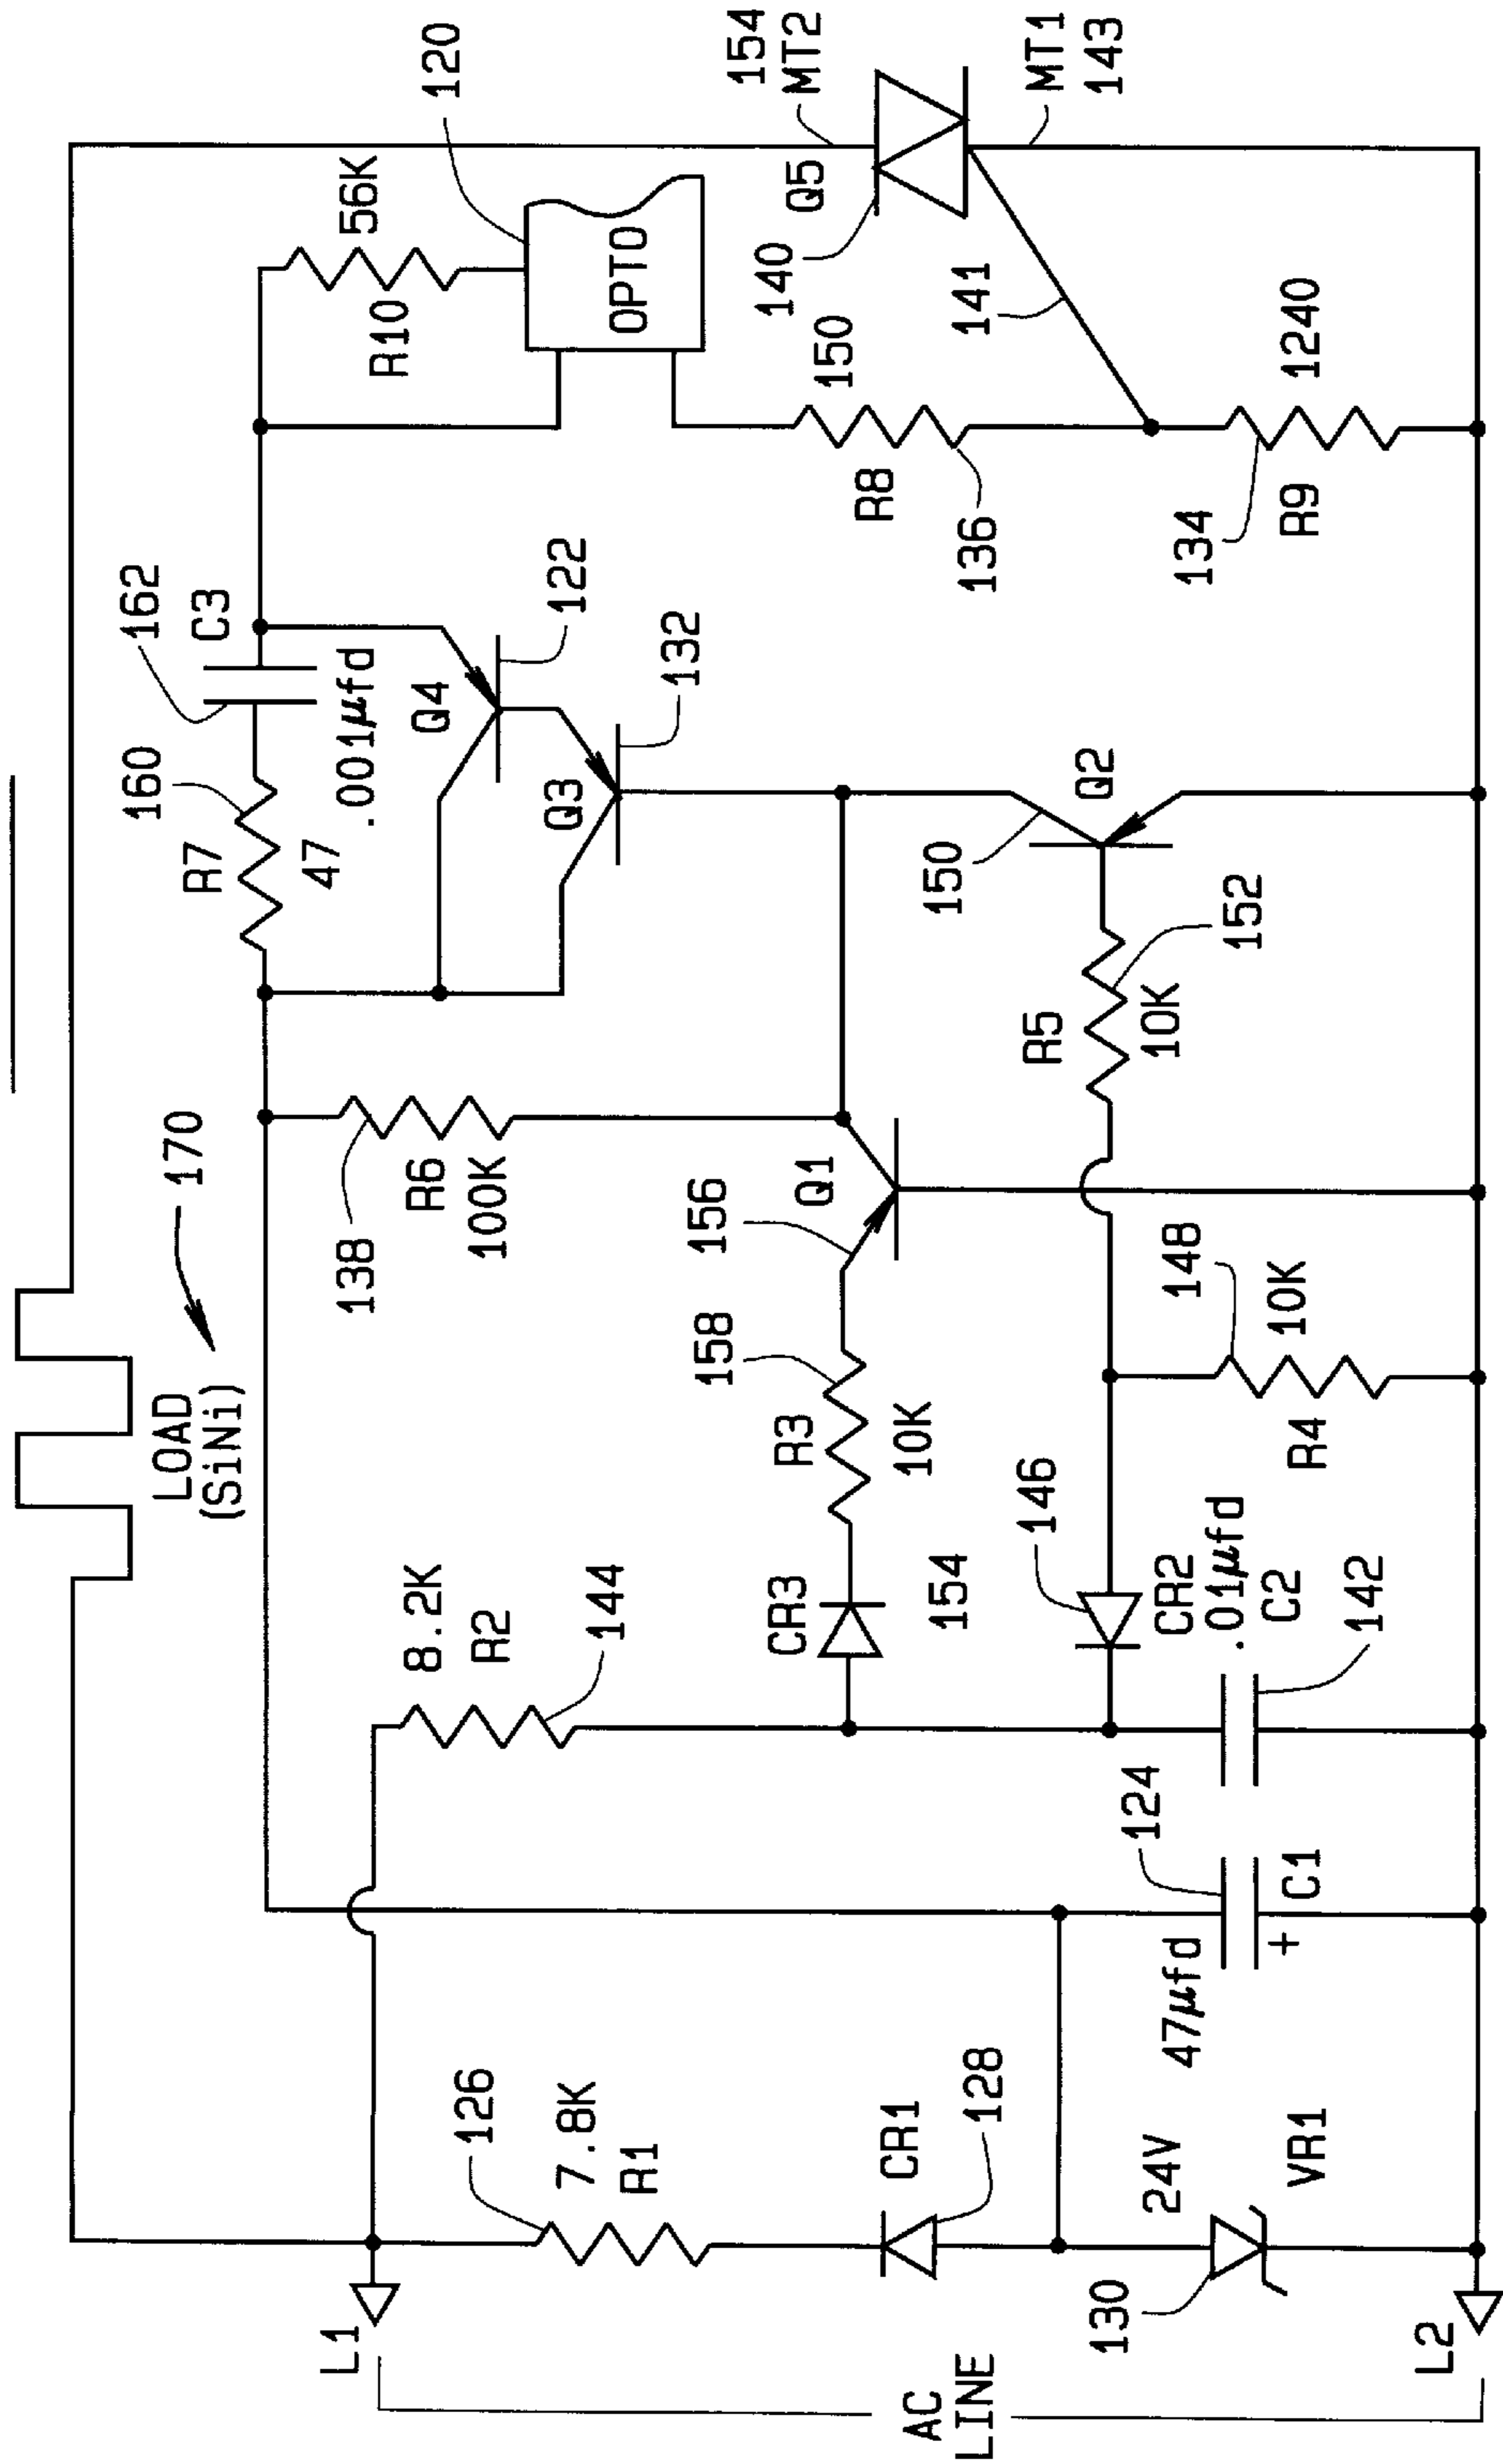 LOAD
(SiNi)
170
160
162
R7
C3
47
.001µfd
56K
R10
120
OPTO
L1
8.2K
R2
144
138
R6
100K
Q4
122
Q3
132
150
R8
136
Q5
154
MT2
140
141
MT1
143
126
7.8K
R1
CR1
128
CR3
154
R3
10K
158
156
Q1
150
Q2
R5
10K
152
134
R9
1240
AC
LINE
130
24V
VR1
47µfd
124
C1
+
146
CR2
.01µfd
C2
142
148
10K
R4
L2